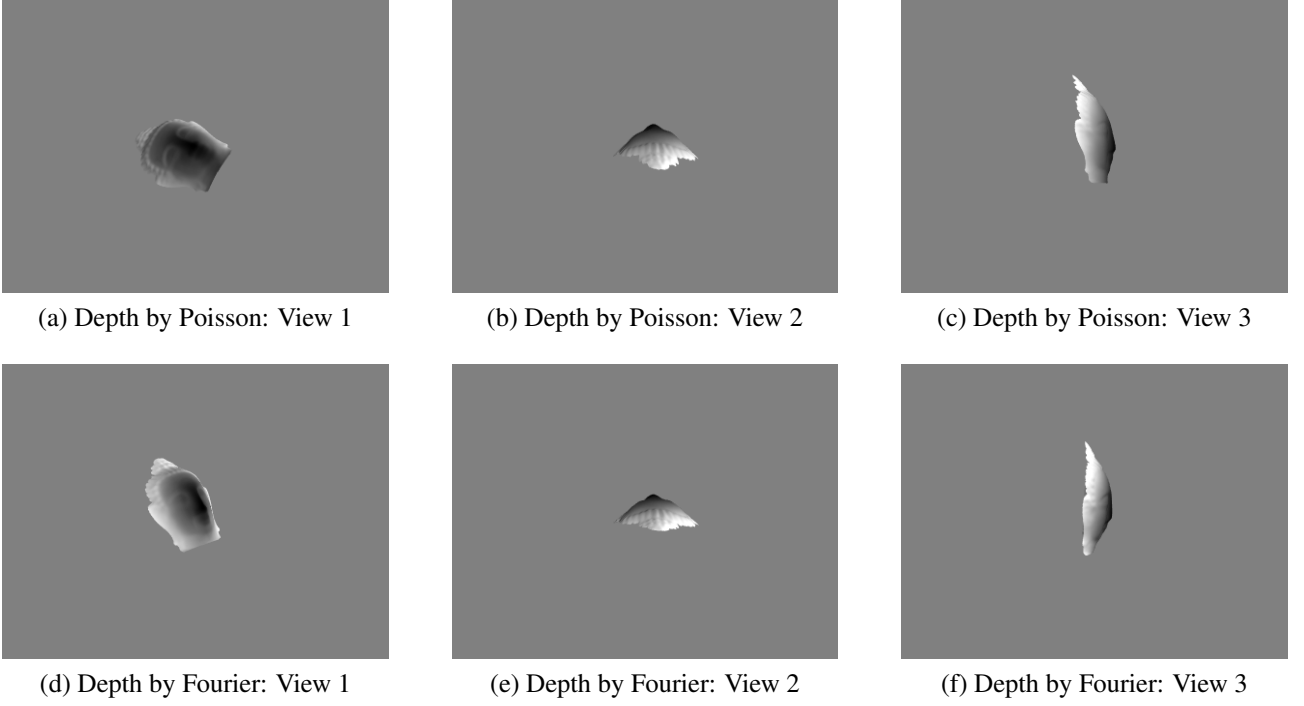 (a) Depth by Poisson: View 1
(b) Depth by Poisson: View 2
(c) Depth by Poisson: View 3
(d) Depth by Fourier: View 1
(e) Depth by Fourier: View 2
(f) Depth by Fourier: View 3